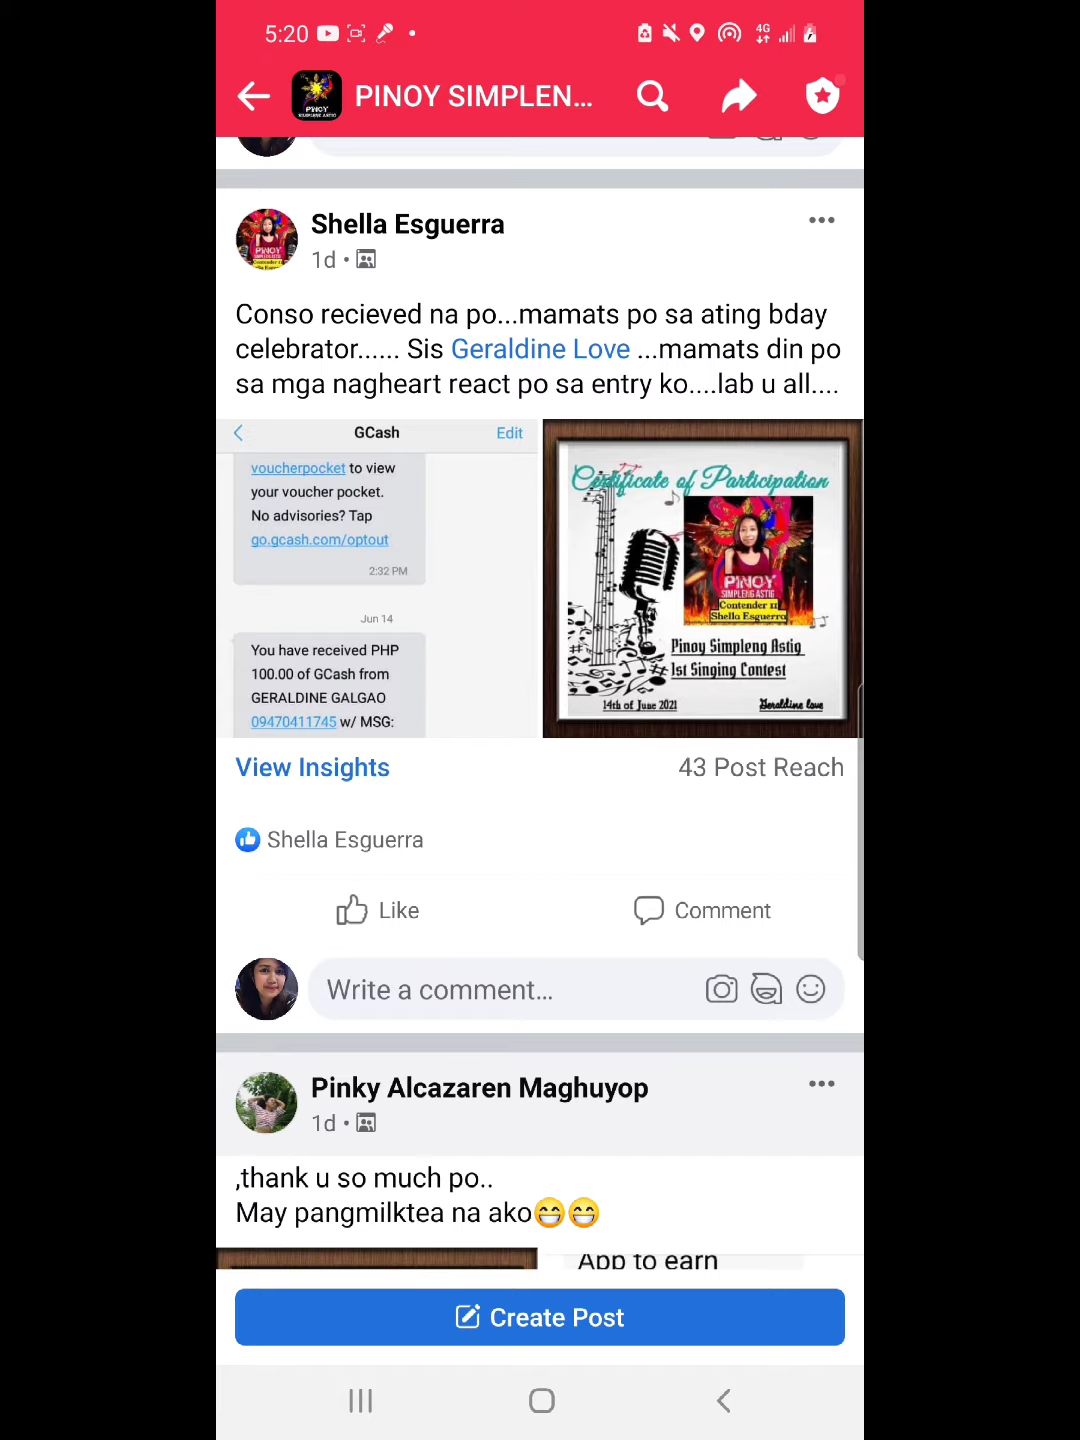 5:20
4G
PINOY SIMPLEN...
Shella Esguerra
1d
Conso recieved na po...mamats po sa ating bday
celebrator...... Sis Geraldine Love ...mamats din po
sa mga nagheart react po sa entry ko....lab u all....
GCash
Edit
voucherpocket to view
your voucher pocket.
No advisories? Tap
go.gcash.com/optout
2:32 PM
Jun 14
You have received PHP
100.00 of GCash from
GERALDINE GALGAO
09470411745 w/ MSG:
Certificate of Participation
PINOY
SIMPLENG ASTIG
Contender 11
Shella Esguerra
Pinoy Simpleng Astig
1st Singing Contest
14th of June 2021
Geraldine love
View Insights
43 Post Reach
Shella Esguerra
Like
Comment
Write a comment...
Pinky Alcazaren Maghuyop
1d
,thank u so much po..
May pangmilktea na ako😁😁
App to earn
Create Post